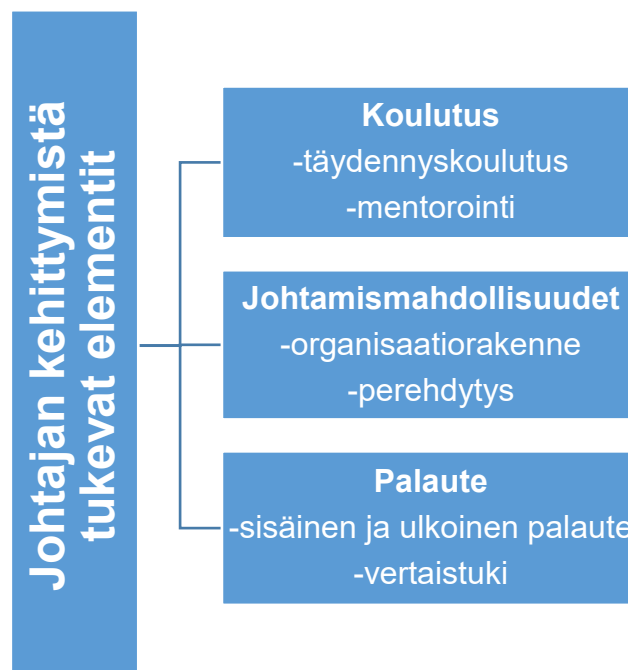 Johtajan kehittymistä
tukevat elementit
Koulutus
-täydennyskoulutus
-mentorointi
Johtamismahdollisuudet
-organisaatiorakenne
-perehdytys
Palaute
-sisäinen ja ulkoinen palaute
-vertaistuki